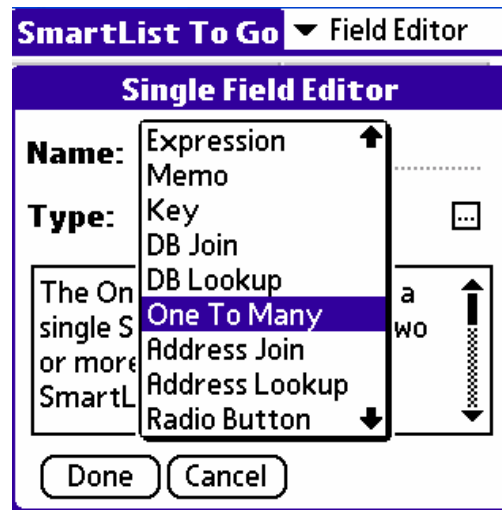 SmartList To Go Field Editor
Single Field Editor
Name:
Type:
...
Expression
Memo
Key
DB Join
DB Lookup
One To Many
Address Join
Address Lookup
Radio Button
The On a
single S wo
or more
SmartL
Done Cancel